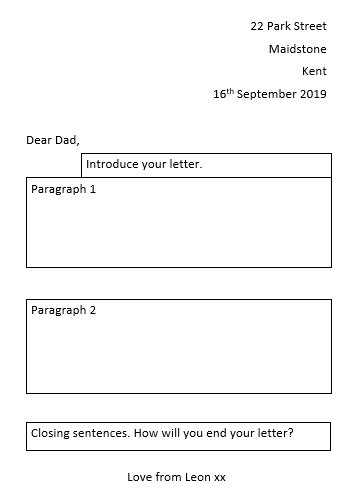 22 Park Street
Maidstone
Kent
16th September 2019
Dear Dad,
Introduce your letter.
Paragraph 1
Paragraph 2
Closing sentences. How will you end your letter?
Love from Leon xx